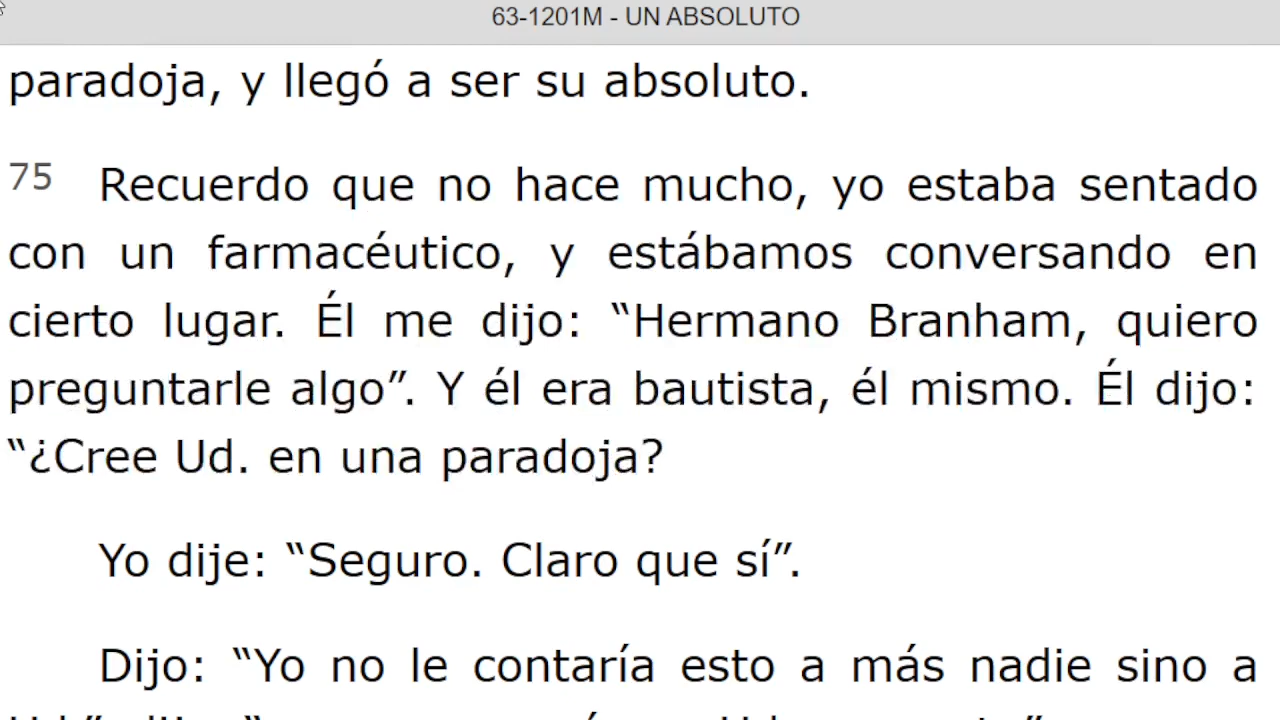 63-1201M - UN ABSOLUTO
paradoja, y llegó a ser su absoluto.
75 Recuerdo que no hace mucho, yo estaba sentado
con un farmacéutico, y estábamos conversando en
cierto lugar. Él me dijo: “Hermano Branham, quiero
preguntarle algo”. Y él era bautista, él mismo. Él dijo:
“¿Cree Ud. en una paradoja?
Yo dije: “Seguro. Claro que sí”.
Dijo: “Yo no le contaría esto a más nadie sino a